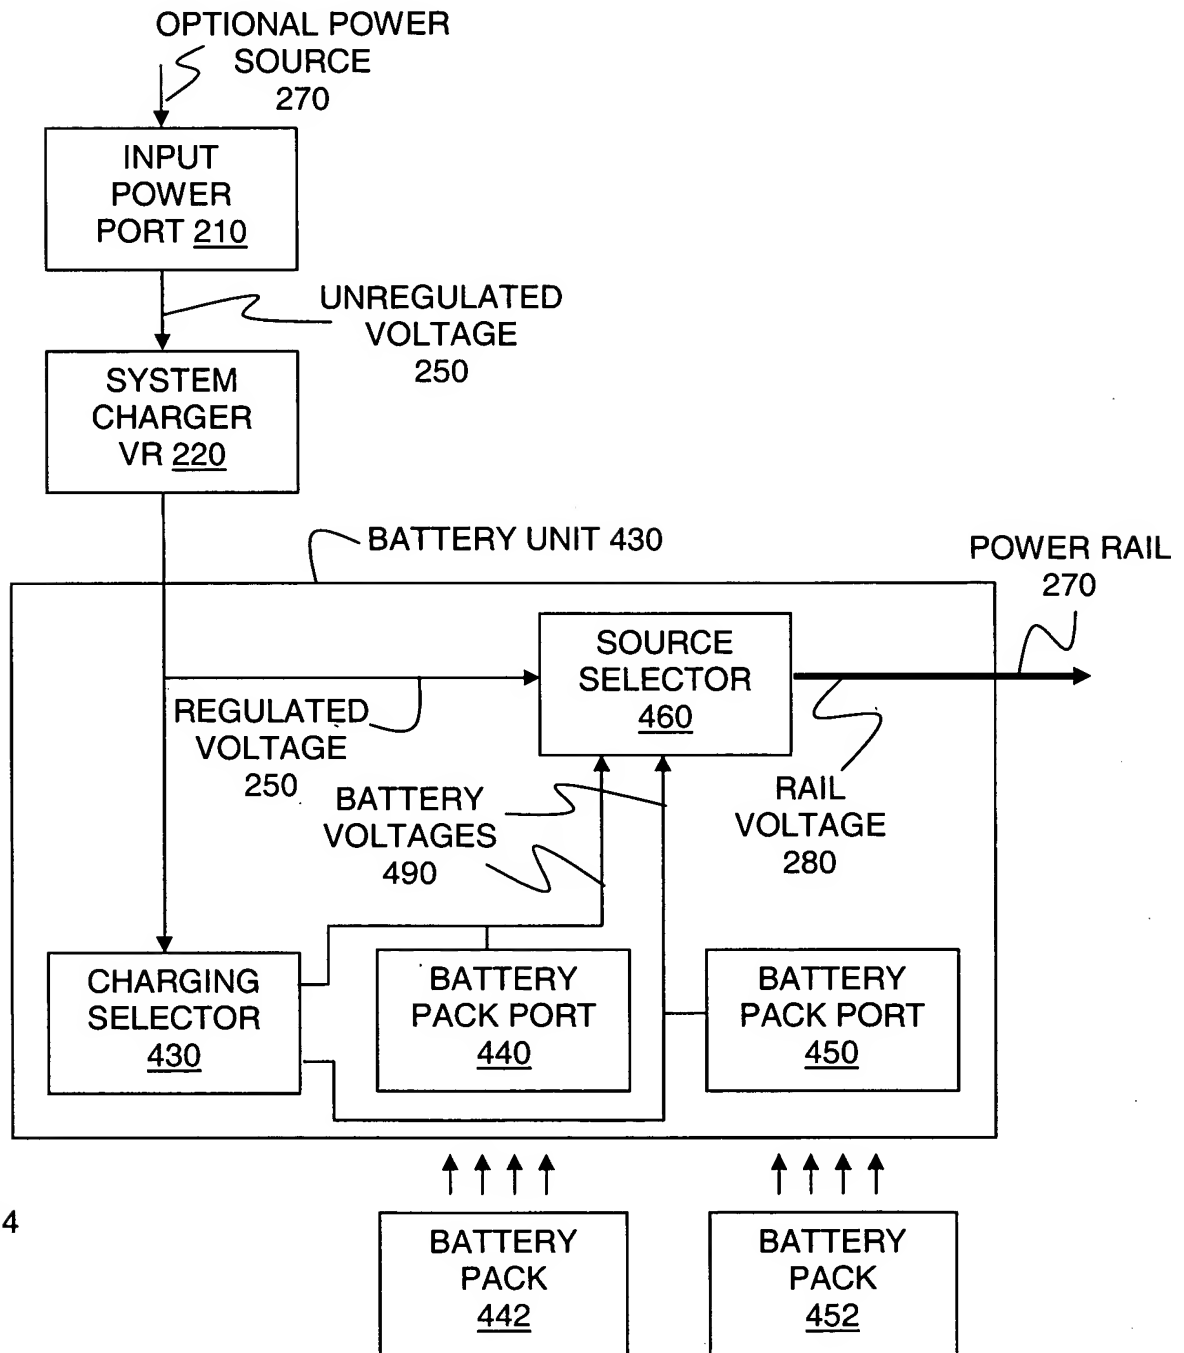 OPTIONAL POWER
SOURCE
270
INPUT
POWER
PORT 210
UNREGULATED
VOLTAGE
250
SYSTEM
CHARGER
VR 220
BATTERY UNIT 430
POWER RAIL
270
SOURCE
SELECTOR
460
REGULATED
VOLTAGE
250
BATTERY
VOLTAGES
490
RAIL
VOLTAGE
280
CHARGING
SELECTOR
430
BATTERY
PACK PORT
440
BATTERY
PACK PORT
450
4
BATTERY
PACK
442
BATTERY
PACK
452